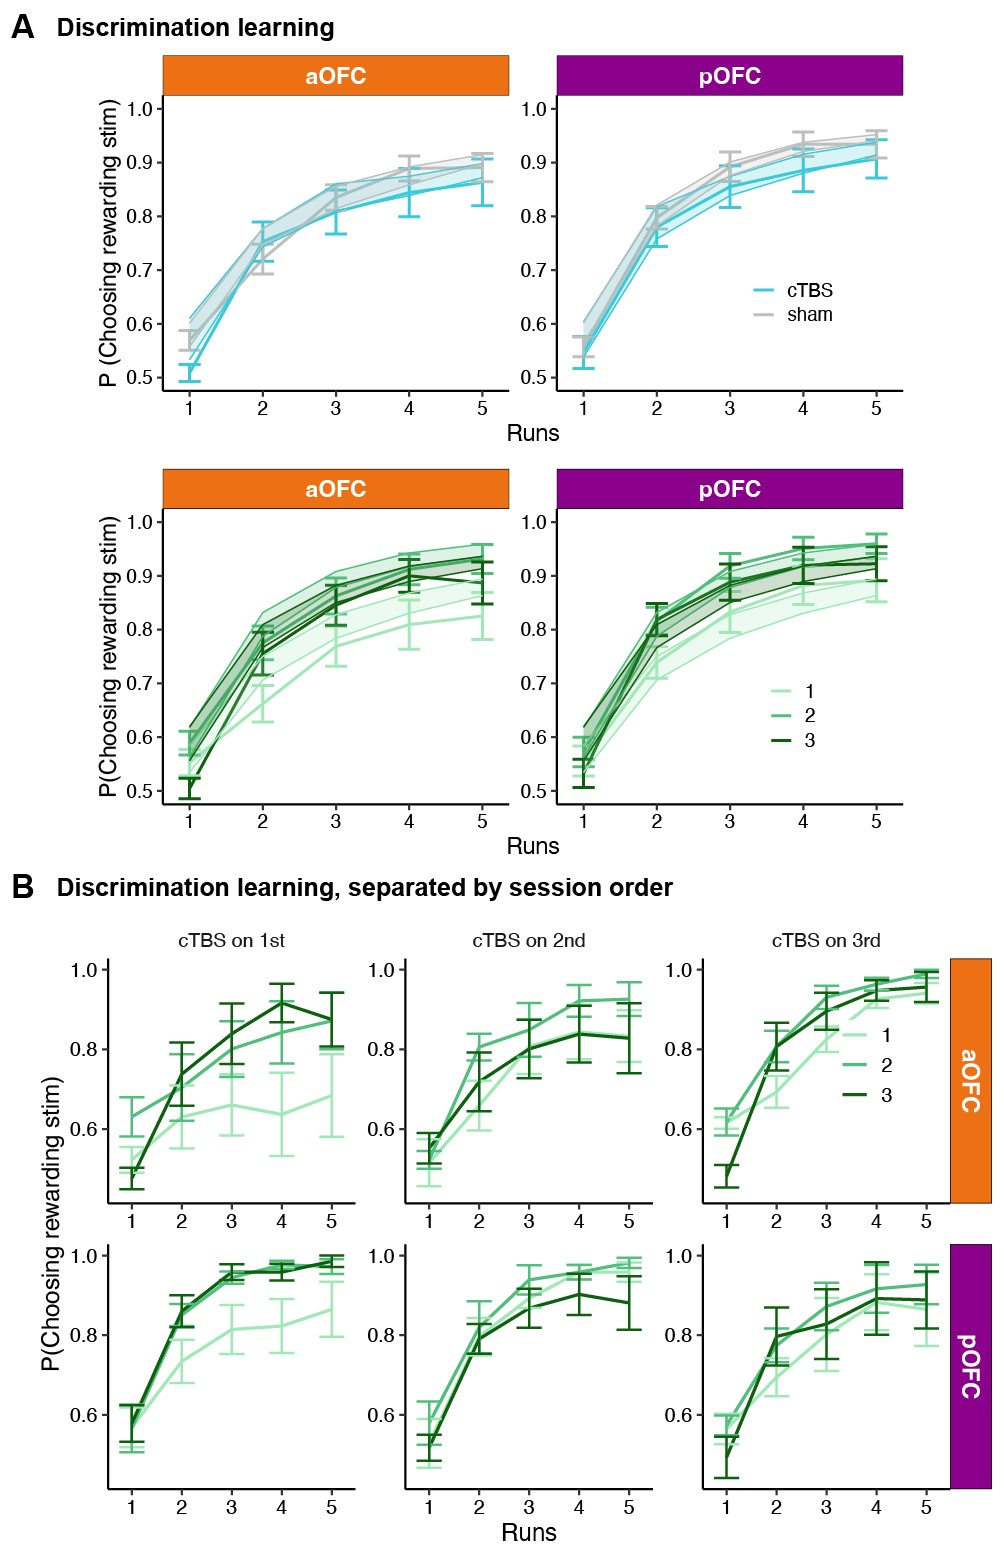 A Discrimination learning
aOFC pOFC
P (Choosing rewarding stim)
1.0 1.0
0.9 0.9
0.8 0.8
0.7 0.7
0.6 0.6
0.5 0.5
cTBS
sham
1 2 3 4 5 1 2 3 4 5
Runs
aOFC pOFC
P(Choosing rewarding stim)
1.0 1.0
0.9 0.9
0.8 0.8
0.7 0.7
0.6 0.6
0.5 0.5
1
2
3
1 2 3 4 5 1 2 3 4 5
Runs
B Discrimination learning, separated by session order
cTBS on 1st cTBS on 2nd cTBS on 3rd
P(Choosing rewarding stim)
1.0 1.0 1.0
0.8 0.8 0.8
0.6 0.6 0.6
1
2
3
aOFC
1 2 3 4 5 1 2 3 4 5 1 2 3 4 5
1.0 1.0 1.0
0.8 0.8 0.8
0.6 0.6 0.6
pOFC
1 2 3 4 5 1 2 3 4 5 1 2 3 4 5
Runs